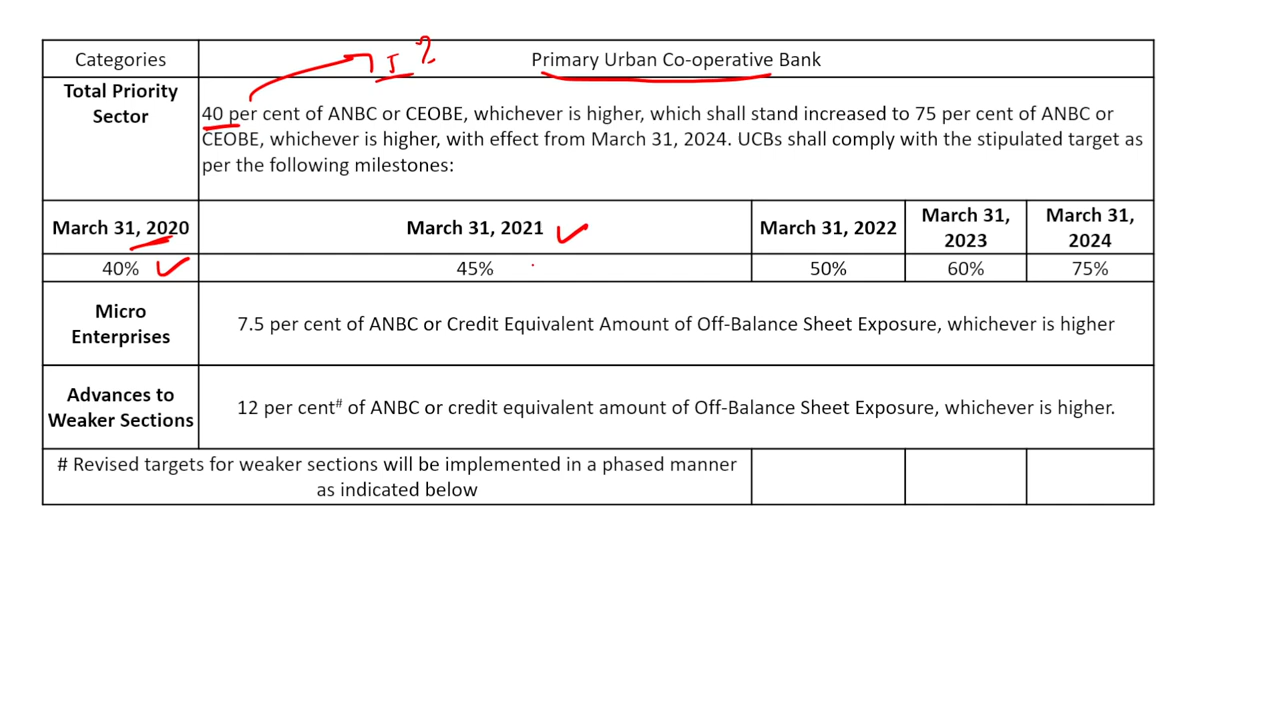 Categories
Primary Urban Co-operative Bank
Total Priority
Sector
40 per cent of ANBC or CEOBE, whichever is higher, which shall stand increased to 75 per cent of ANBC or
CEOBE, whichever is higher, with effect from March 31, 2024. UCBs shall comply with the stipulated target as
per the following milestones:
March 31, 2020
March 31, 2021
March 31, 2022
March 31,
2023
March 31,
2024
40%
45%
50%
60%
75%
Micro
Enterprises
7.5 per cent of ANBC or Credit Equivalent Amount of Off-Balance Sheet Exposure, whichever is higher
Advances to
Weaker Sections
12 per cent# of ANBC or credit equivalent amount of Off-Balance Sheet Exposure, whichever is higher.
# Revised targets for weaker sections will be implemented in a phased manner
as indicated below